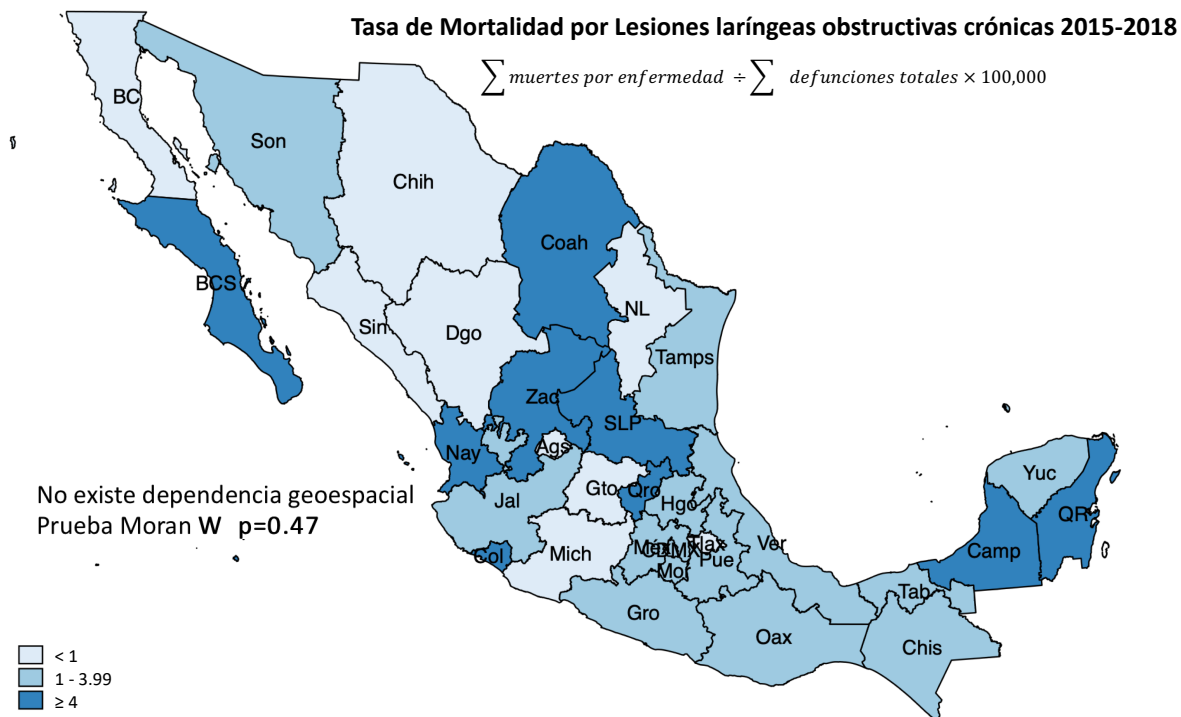 Tasa de Mortalidad por Lesiones laríngeas obstructivas crónicas 2015-2018
∑ muertes por enfermedad ÷ ∑ defunciones totales × 100,000
BC
Son
Chih
Coah
BCS
NL
Sin
Dgo
Tamps
Zac
SLP
Nay
Ags
Yuc
No existe dependencia geoespacial
Prueba Moran W p=0.47
Jal
Gto
Qro
Hgo
QR
Col
Mich
Méx
CDMX
Tlax
Ver
Camp
Mor
Pue
Gro
Tab
Oax
Chis
< 1
1 - 3.99
≥ 4